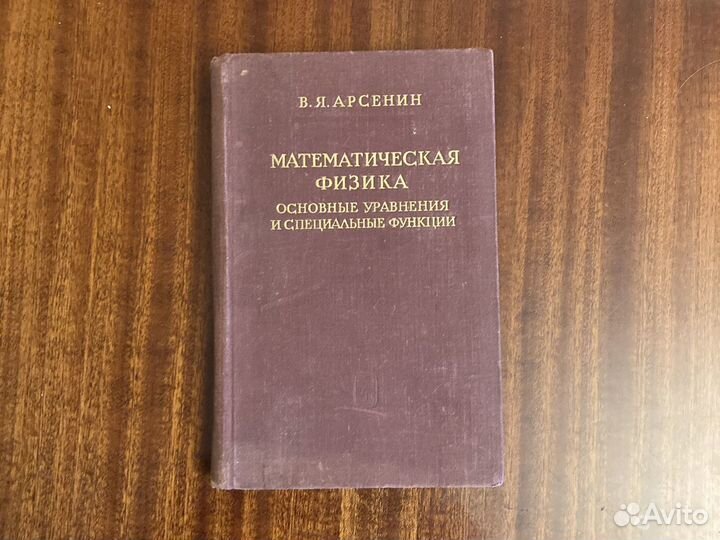 В. Я. АРСЕНИН
МАТЕМАТИЧЕСКАЯ
ФИЗИКА
ОСНОВНЫЕ УРАВНЕНИЯ
И СПЕЦИАЛЬНЫЕ ФУНКЦИИ
Avito